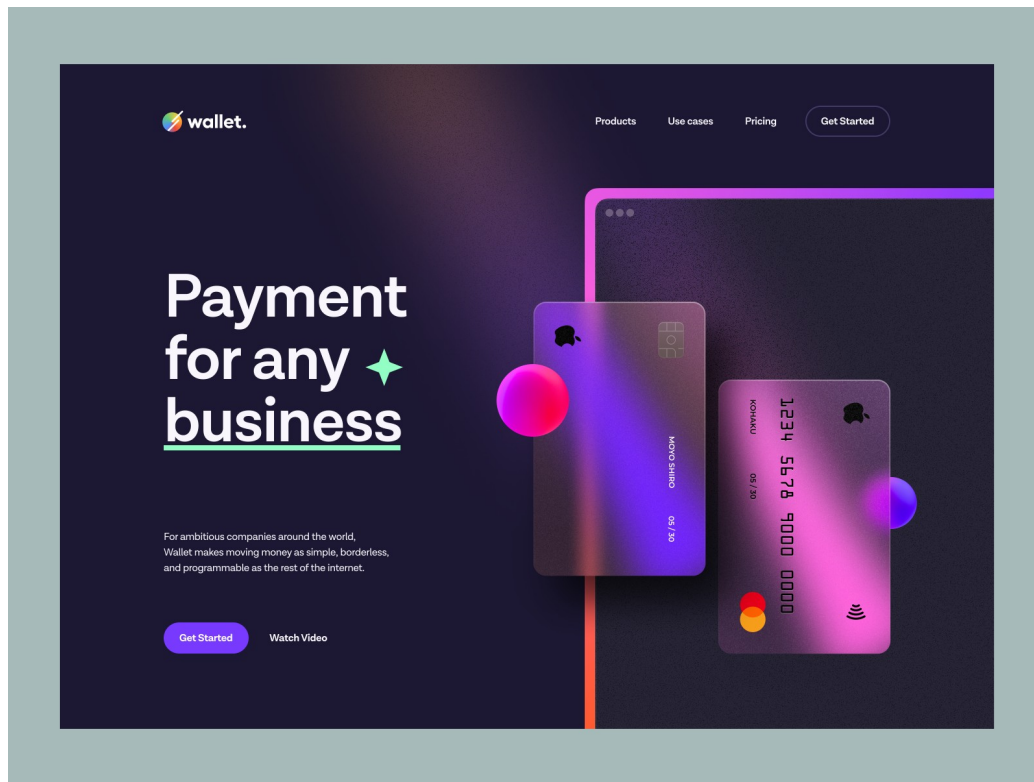 wallet.
Products
Use cases
Pricing
Get Started
Payment
for any
business
For ambitious companies around the world,
Wallet makes moving money as simple, borderless,
and programmable as the rest of the internet.
Get Started
Watch Video
MOYO SHIRO
05 / 30
1234 5678 9000 0000
KOHAKU
05 / 30